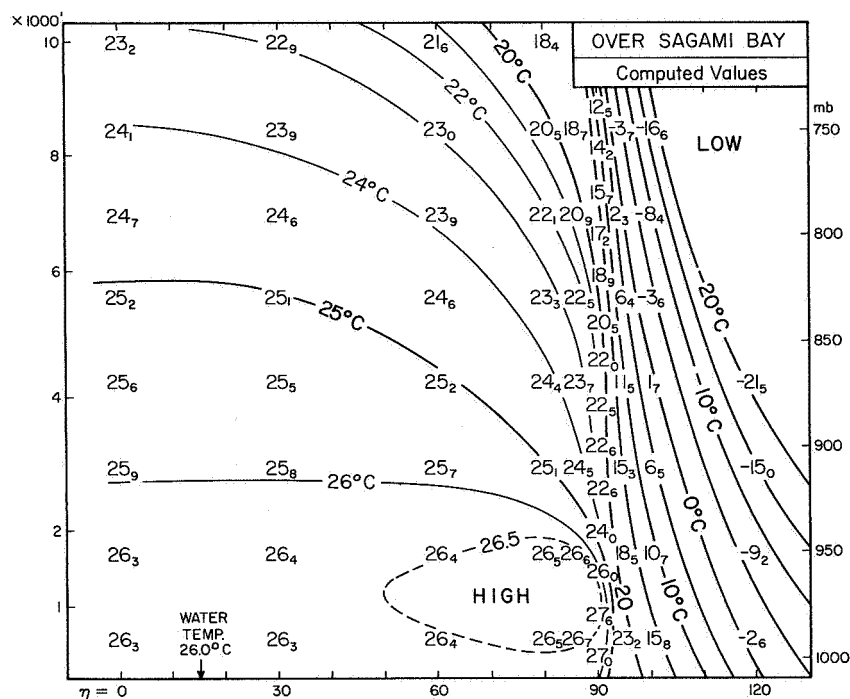 × 1000'
10 23₂ 22₉ 21₆ 20°C 18₄ OVER SAGAMI BAY
Computed Values
22°C 12₅ mb
24₁ 23₉ 23₀ 20₅ 18₇ -3₇ -16₆ 750
14₂ LOW
8
24°C 15₇
24₇ 24₆ 23₉ 22₁ 20₉ 2₃ -8₄
17₂ 800
6 18₉
25₂ 25₁ 24₆ 23₃ 22₅ 6₄ -3₆ -20°C
25°C 20₅
22₀ 850
25₆ 25₅ 25₂ 24₄ 23₇ 11₅ 1₇ -21₅
4 22₅ -10°C
22₆ 900
25₉ 25₈ 25₇ 25₁ 24₅ 15₃ 6₅ -15₀
26°C 22₆
0°C
2 24₀
26.5
26₃ 26₄ 26₄ 26₅ 26₆ 18₅ 10₇ -9₂ 950
26₀
1 HIGH 20 10°C
27₆
WATER
TEMP.
26.0°C
26₃ 26₃ 26₄ 26₅ 26₇ 23₂ 15₈ -2₆
27₀ 1000
η = 0 30 60 90 120